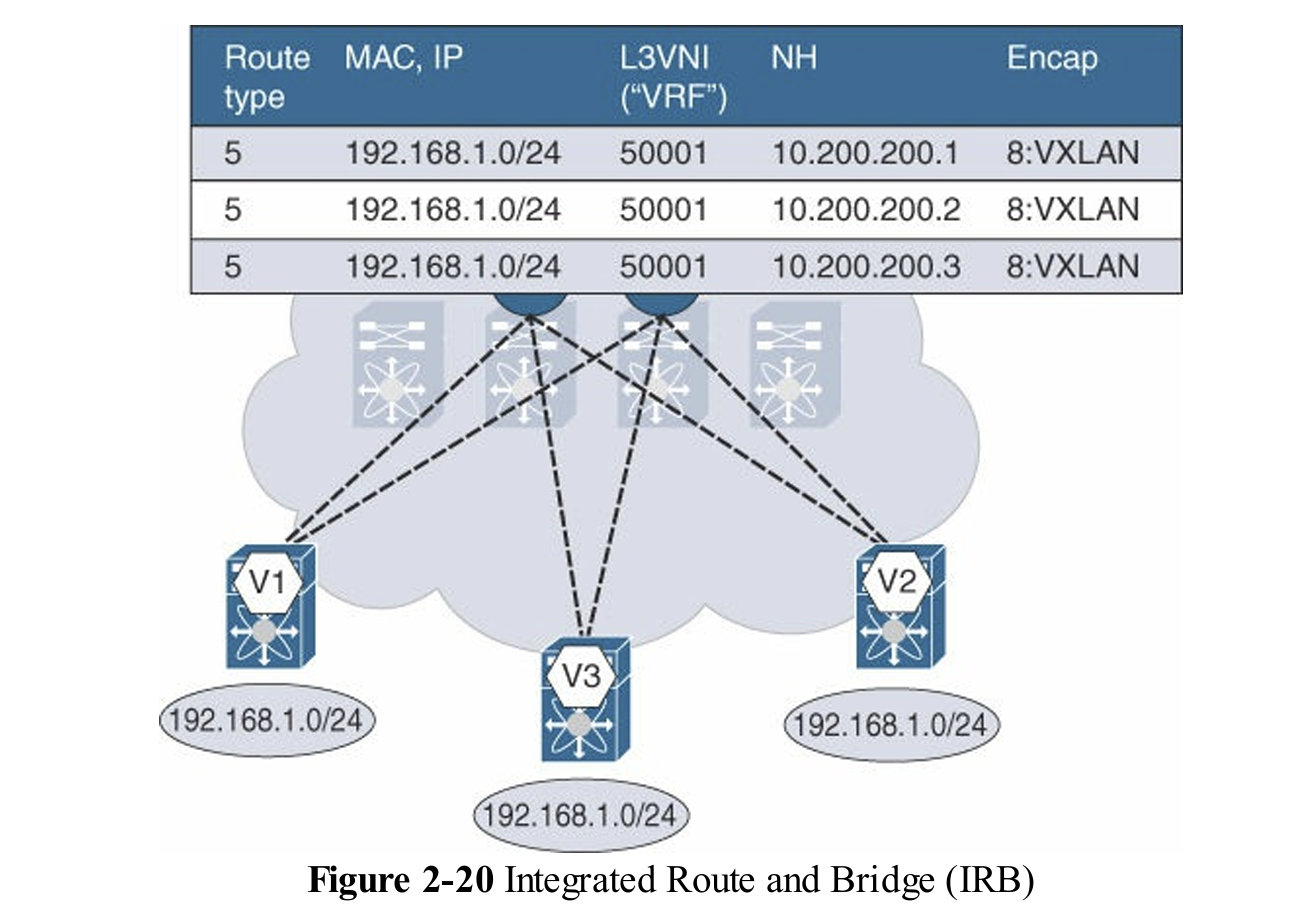 Route type MAC, IP L3VNI (“VRF”) NH Encap
5 192.168.1.0/24 50001 10.200.200.1 8:VXLAN
5 192.168.1.0/24 50001 10.200.200.2 8:VXLAN
5 192.168.1.0/24 50001 10.200.200.3 8:VXLAN
V1
V2
V3
192.168.1.0/24
192.168.1.0/24
192.168.1.0/24
Figure 2-20 Integrated Route and Bridge (IRB)